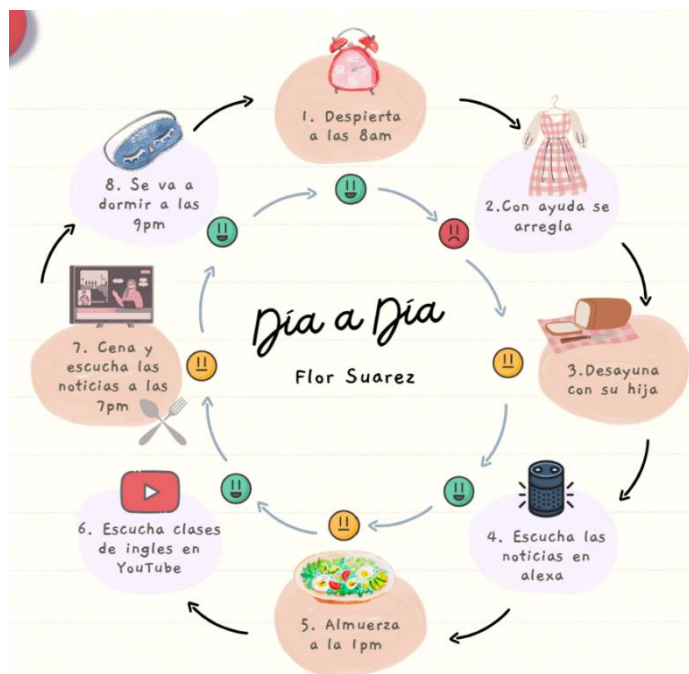 1. Despierta
a las 8am
2.Con ayuda se
arregla
3.Desayuna
con su hija
4. Escucha las
noticias en
alexa
5. Almuerza
a la 1pm
6. Escucha clases
de ingles en
YouTube
7. Cena y
escucha las
noticias a las
7pm
8. Se va a
dormir a las
9pm
Día a Día
Flor Suarez